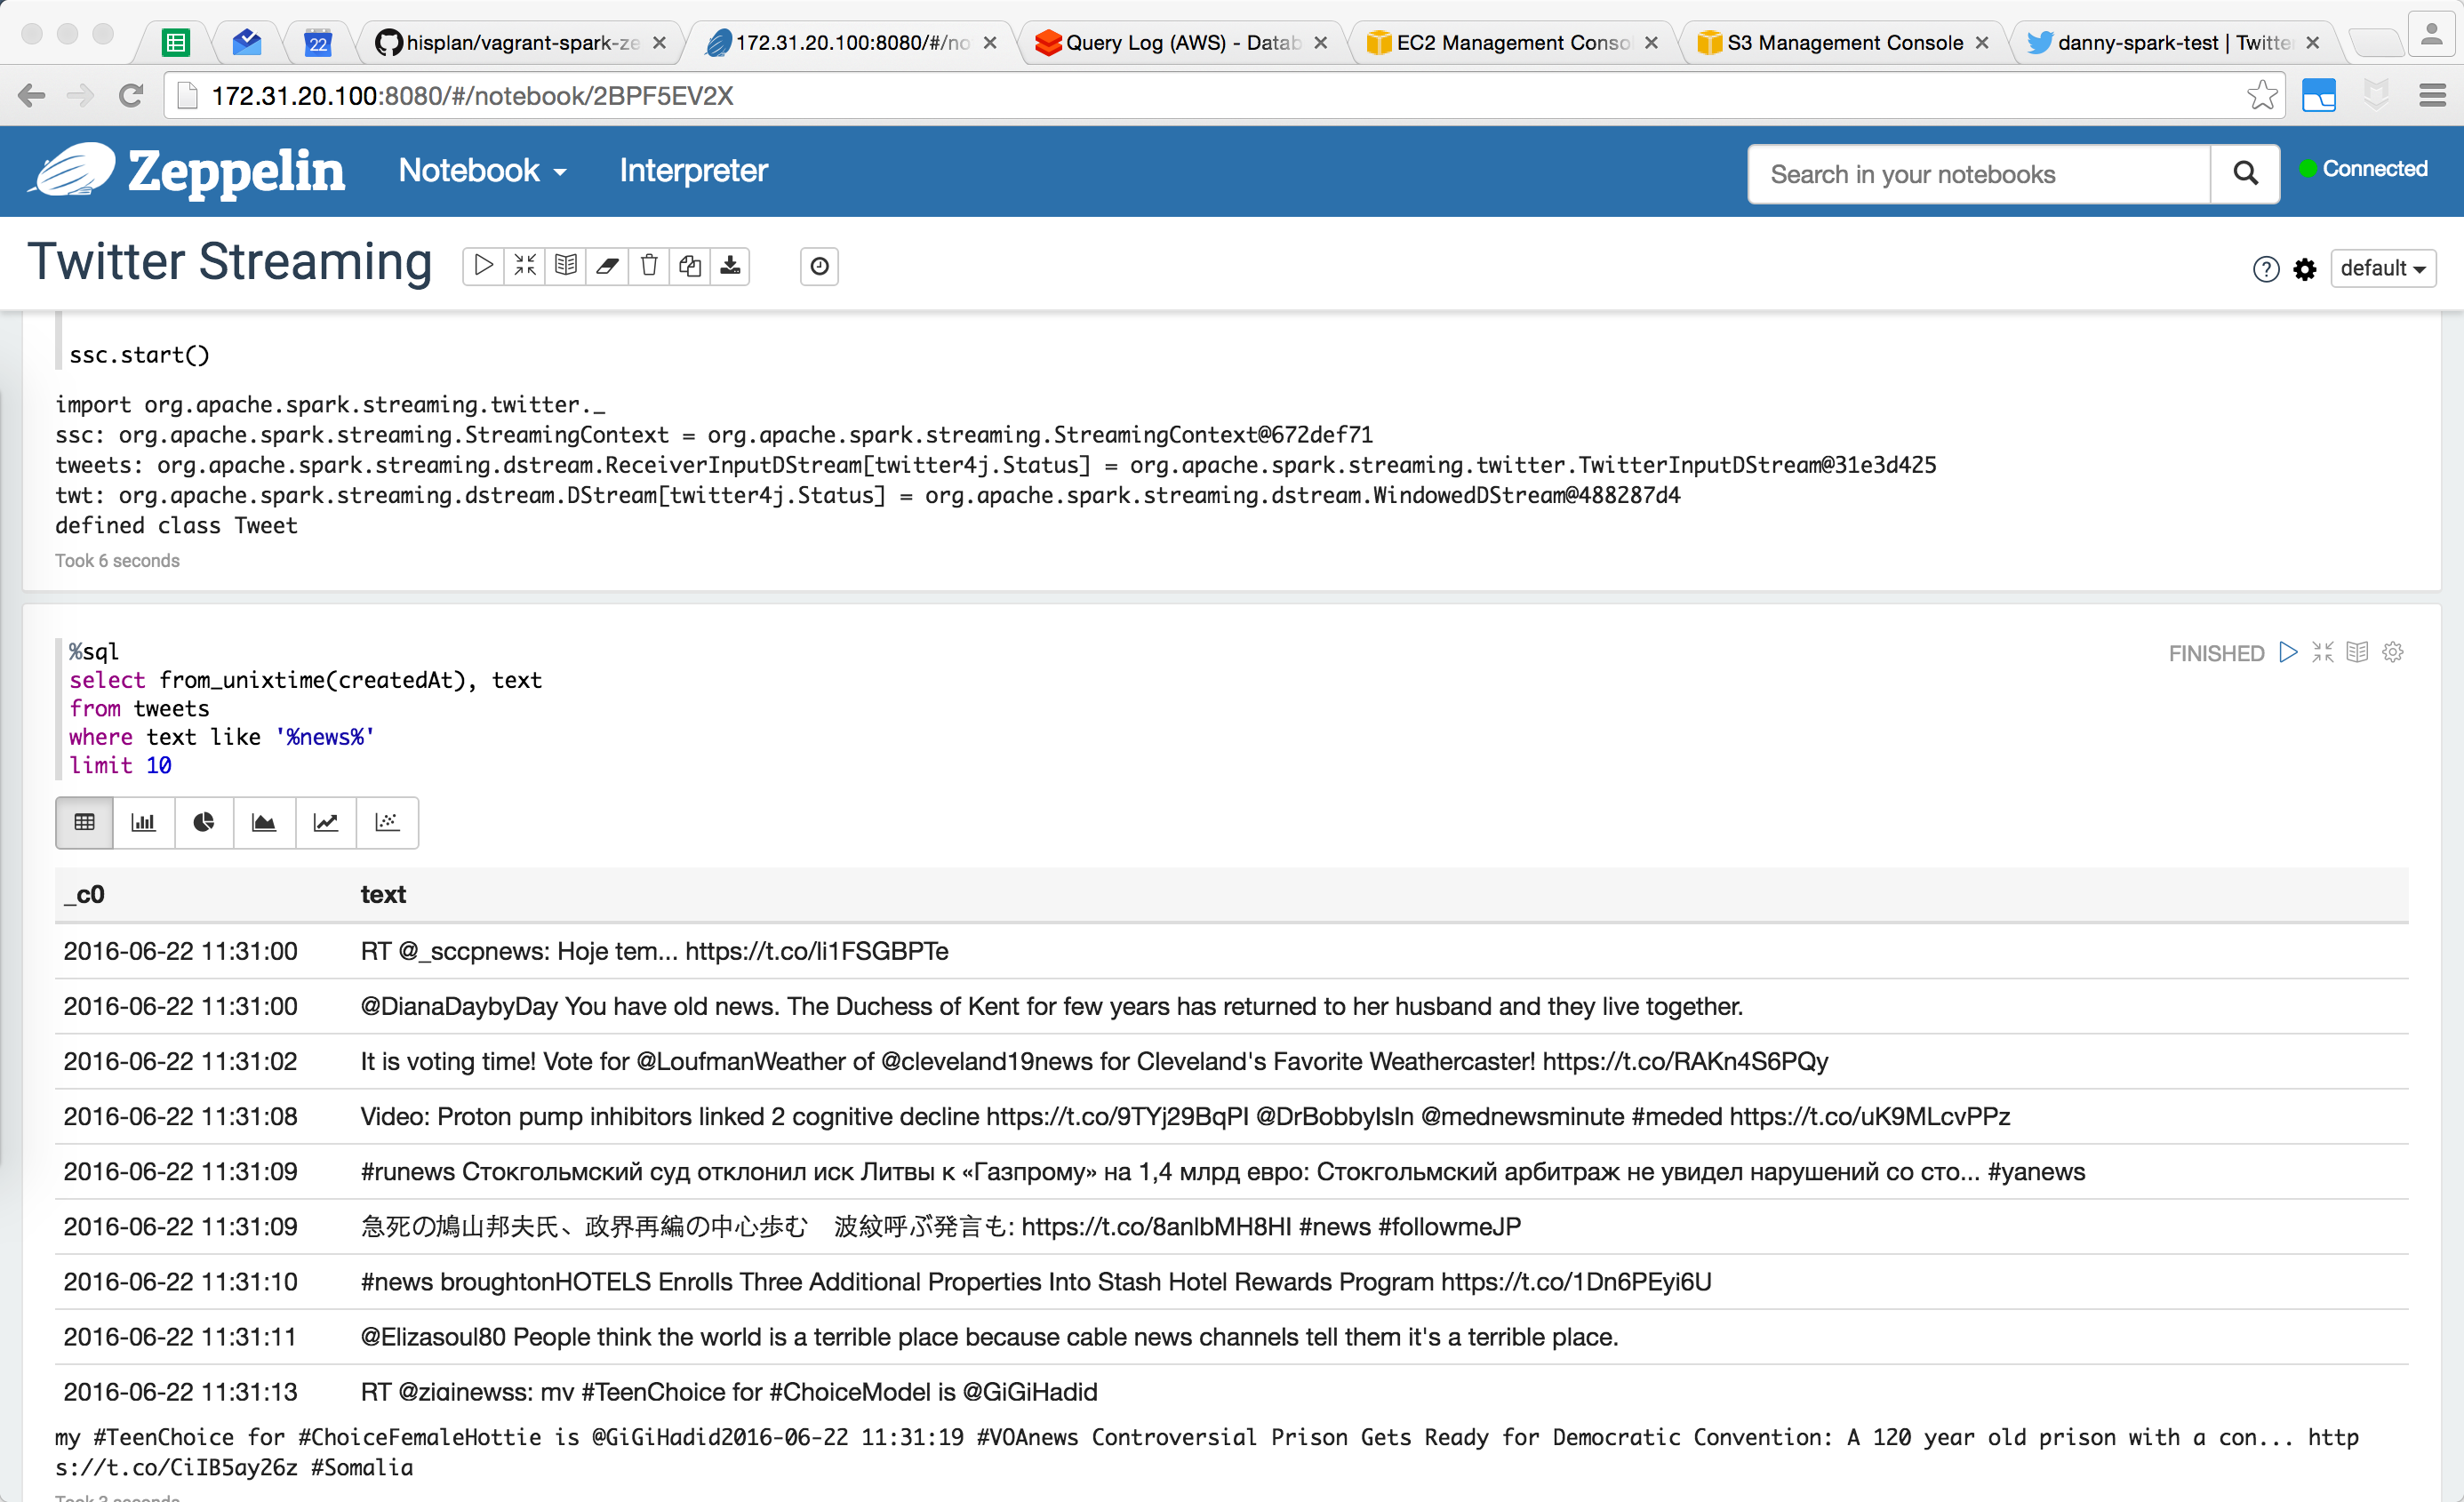 22
hisplan/vagrant-spark-ze
172.31.20.100:8080/#/no
Query Log (AWS) - Datab
EC2 Management Conso
S3 Management Console
danny-spark-test | Twitte
172.31.20.100:8080/#/notebook/2BPF5EV2X
Zeppelin
Notebook
Interpreter
Search in your notebooks
Connected
Twitter Streaming
default
ssc.start()
import org.apache.spark.streaming.twitter._
ssc: org.apache.spark.streaming.StreamingContext = org.apache.spark.streaming.StreamingContext@672def71
tweets: org.apache.spark.streaming.dstream.ReceiverInputDStream[twitter4j.Status] = org.apache.spark.streaming.twitter.TwitterInputDStream@31e3d425
twt: org.apache.spark.streaming.dstream.DStream[twitter4j.Status] = org.apache.spark.streaming.dstream.WindowedDStream@488287d4
defined class Tweet
Took 6 seconds
%sql
FINISHED
select from_unixtime(createdAt), text
from tweets
where text like '%news%'
limit 10
_c0 text
2016-06-22 11:31:00 RT @_sccpnews: Hoje tem... https://t.co/li1FSGBPTe
2016-06-22 11:31:00 @DianaDaybyDay You have old news. The Duchess of Kent for few years has returned to her husband and they live together.
2016-06-22 11:31:02 It is voting time! Vote for @LoufmanWeather of @cleveland19news for Cleveland's Favorite Weathercaster! https://t.co/RAKn4S6PQy
2016-06-22 11:31:08 Video: Proton pump inhibitors linked 2 cognitive decline https://t.co/9TYj29BqPI @DrBobbyIsIn @mednewsminute #meded https://t.co/uK9MLcvPPz
2016-06-22 11:31:09 #runews Стокгольмский суд отклонил иск Литвы к «Газпрому» на 1,4 млрд евро: Стокгольмский арбитраж не увидел нарушений со сто... #yanews
2016-06-22 11:31:09 急死の鳩山邦夫氏、政界再編の中心歩む　波紋呼ぶ発言も: https://t.co/8anlbMH8HI #news #followmeJP
2016-06-22 11:31:10 #news broughtonHOTELS Enrolls Three Additional Properties Into Stash Hotel Rewards Program https://t.co/1Dn6PEyi6U
2016-06-22 11:31:11 @Elizasoul80 People think the world is a terrible place because cable news channels tell them it's a terrible place.
2016-06-22 11:31:13 RT @ziginewss: my #TeenChoice for #ChoiceModel is @GiGiHadid
my #TeenChoice for #ChoiceFemaleHottie is @GiGiHadid2016-06-22 11:31:19 #VOAnews Controversial Prison Gets Ready for Democratic Convention: A 120 year old prison with a con... http
s://t.co/CiIB5ay26z #Somalia
Took 3 seconds